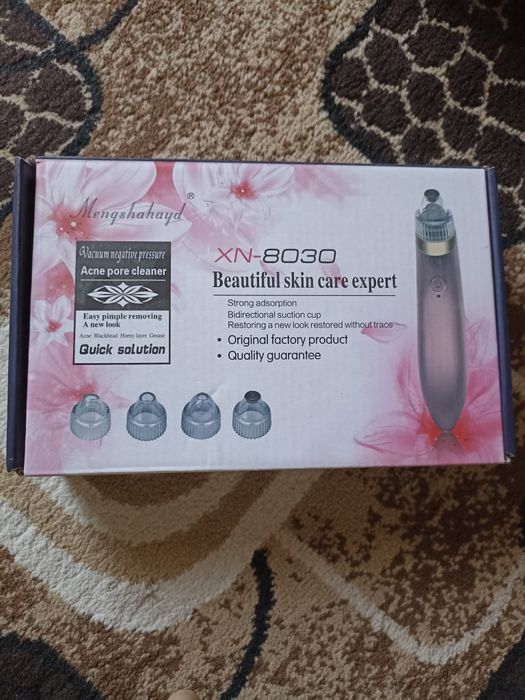 Mengshahayd ®
Vacuum negative pressure
Acne pore cleaner
Easy pimple removing
A new look
Acne Blackhead Horny layer Grease
Quick solution
XN-8030
Beautiful skin care expert
Strong adsorption
Bidirectional suction cup
Restoring a new look restored without trace
• Original factory product
• Quality guarantee